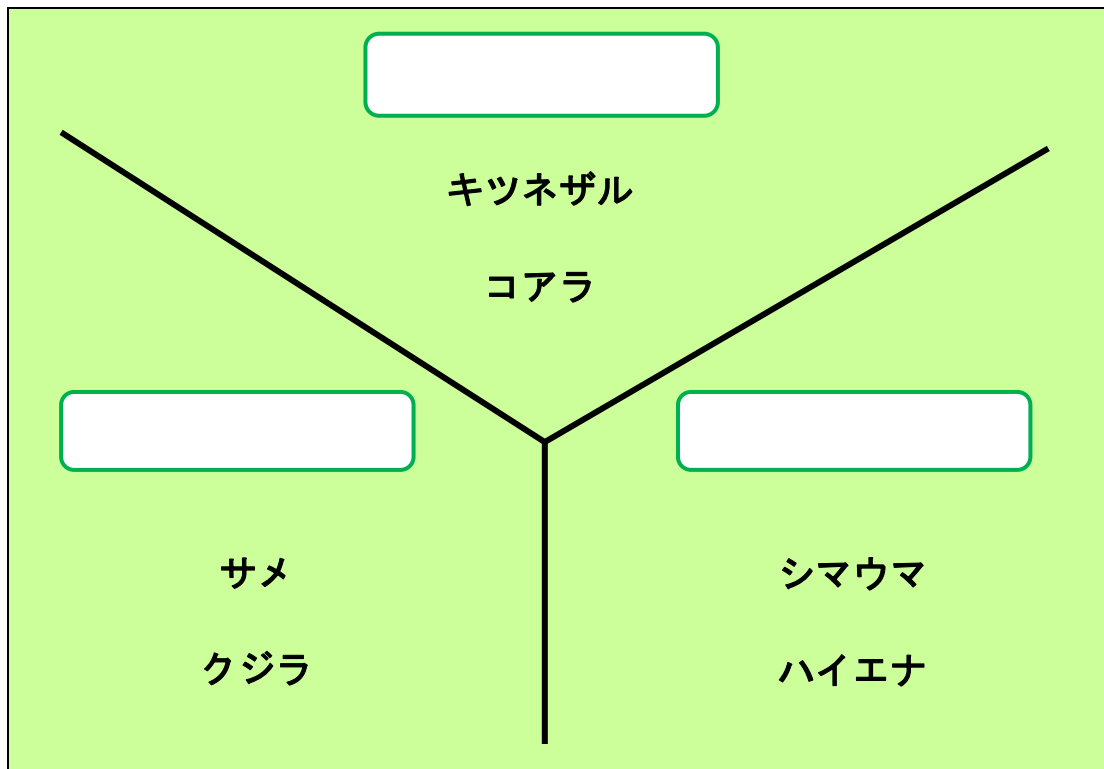 キツネザル
コアラ
サメ
クジラ
シマウマ
ハイエナ